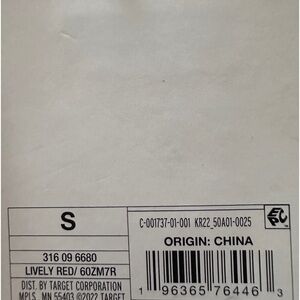 S
C-001737-01-001 KR22_50A01-0025
ORIGIN: CHINA
316 09 6680
LIVELY RED/ 60ZM7R
DIST. BY TARGET CORPORATION
MPLS, MN 55403 ©2022 TARGET
1 96365 76446 3